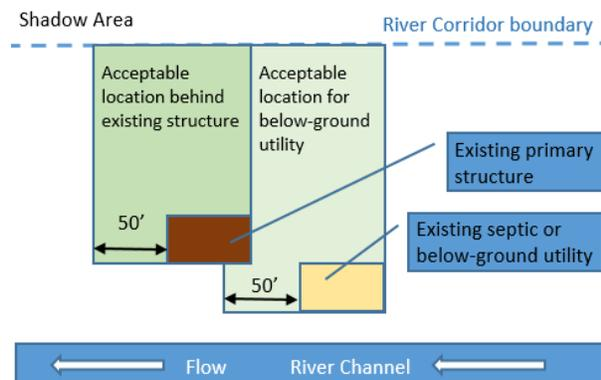 Shadow Area
River Corridor boundary
Acceptable
location behind
existing structure
Acceptable
location for
below-ground
utility
Existing primary
structure
50’
Existing septic or
below-ground utility
50’
Flow
River Channel